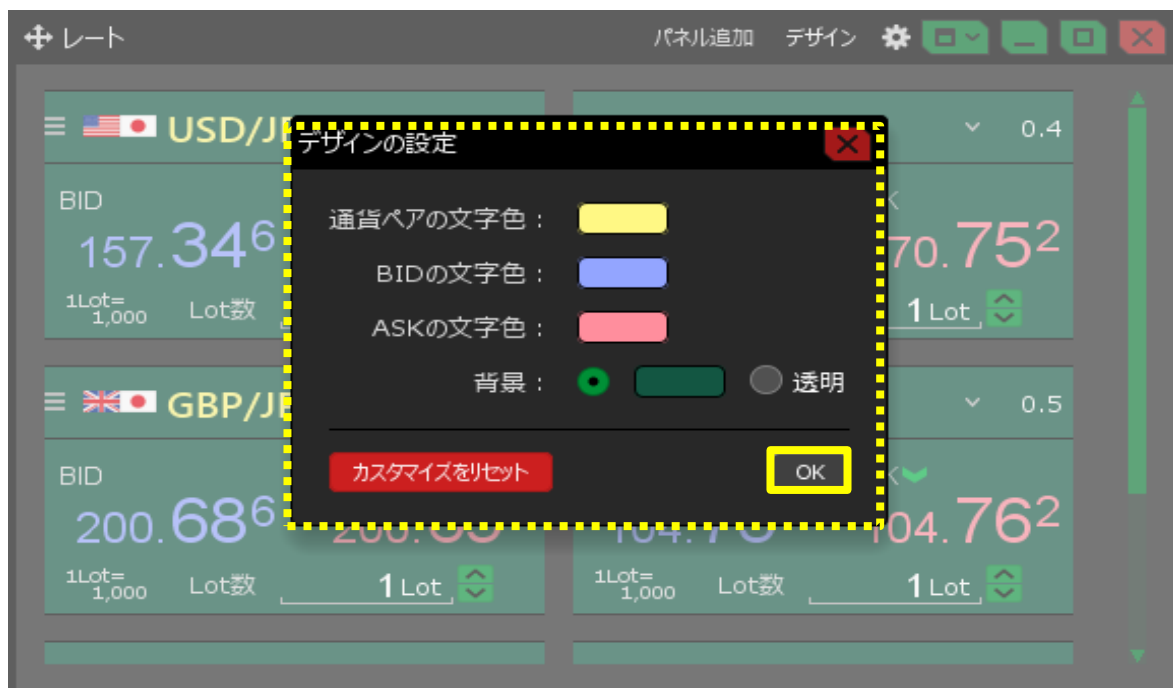 レート パネル追加 デザイン
USD/J
0.4
デザインの設定
BID
157.346
70.752
1Lot=
1,000
Lot数
1 Lot
通貨ペアの文字色：
BIDの文字色：
ASKの文字色：
背景：
透明
GBP/J
0.5
カスタマイズをリセット
OK
BID
200.686
104.762
1Lot=
1,000
Lot数
1 Lot
1Lot=
1,000
Lot数
1 Lot